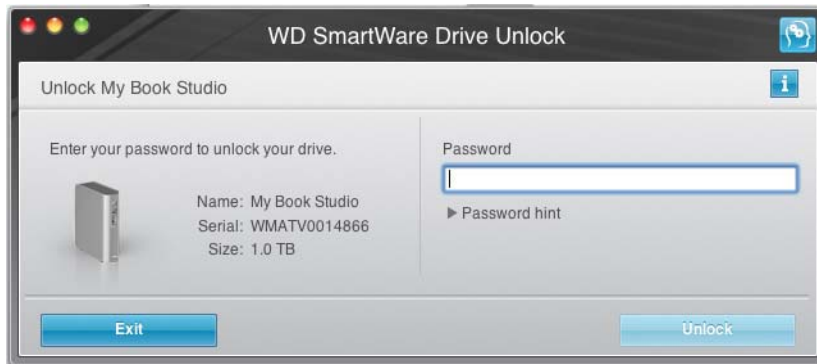 WD SmartWare Drive Unlock
Unlock My Book Studio
i
Enter your password to unlock your drive.
Name: My Book Studio
Serial: WMATV0014866
Size: 1.0 TB
Password
Password hint
Exit
Unlock